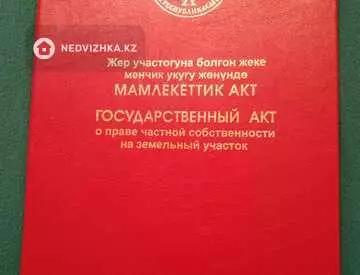 РЕСПУБЛИКАСЫ
NEDVIZHKA.KZ
Жер участогуна болгон жеке
менчик укугу жөнүндө
МАМЛЕКЕТТИК АКТ
ГОСУДАРСТВЕННЫЙ АКТ
о праве частной собственности
на земельный участок